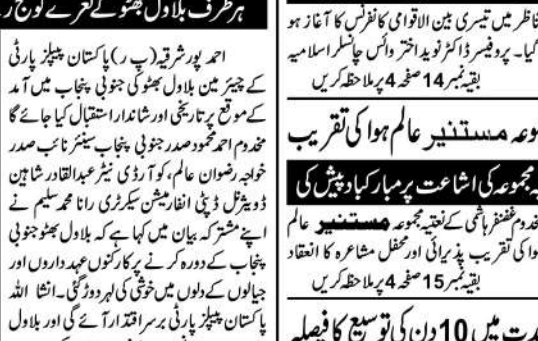 ہر طرف بلاول بھٹو کے نعرے گونج ر
احمد پور شرقیہ (پ ر) پاکستان پیپلز پارٹی
کے چیئرمین بلاول بھٹو کی جنوبی پنجاب میں آمد
کے موقع پر تاریخی اور شاندار استقبال کیا جائے گا
مخدوم احمد محمود صدر جنوبی پنجاب سینئر نائب صدر
خواجہ رضوان عالم، کوآرڈی نیٹر عبدالقادر شاہین
ڈویژنل ڈپٹی انفارمیشن سیکرٹری رانا محمد سلیم نے
اپنے مشترکہ بیان میں کہا ہے کہ بلاول بھٹو جنوبی
پنجاب کے دورہ کرنے پر کارکنوں عہدداروں اور
جیالوں کے دلوں میں خوشی کی لہر دوڑ گئی۔ انشا اللہ
پاکستان پیپلز پارٹی برسر اقتدار آئے گی اور بلاول
ناظر میں تیسری بین الاقوامی کانفرنس کا آغاز ہو
گیا۔ پروفیسر ڈاکٹر نوید اختر وائس چانسلر اسلامیہ
بقیہ نمبر 14 صفحہ 4 پر ملاحظہ کریں
وعہ مستنیر عالم ہوا کی تقریب
یہ مجموعہ کی اشاعت پر مبارکباد پیش کی
خدوم غضنفر ہاشمی کے نعتیہ مجموعہ مستنیر عالم
ہوا کی تقریب پذیرائی اور محفل مشاعرہ کا انعقاد
بقیہ نمبر 15 صفحہ 4 پر ملاحظہ کریں
دت میں 10 دن کی توسیع کا فیصلہ